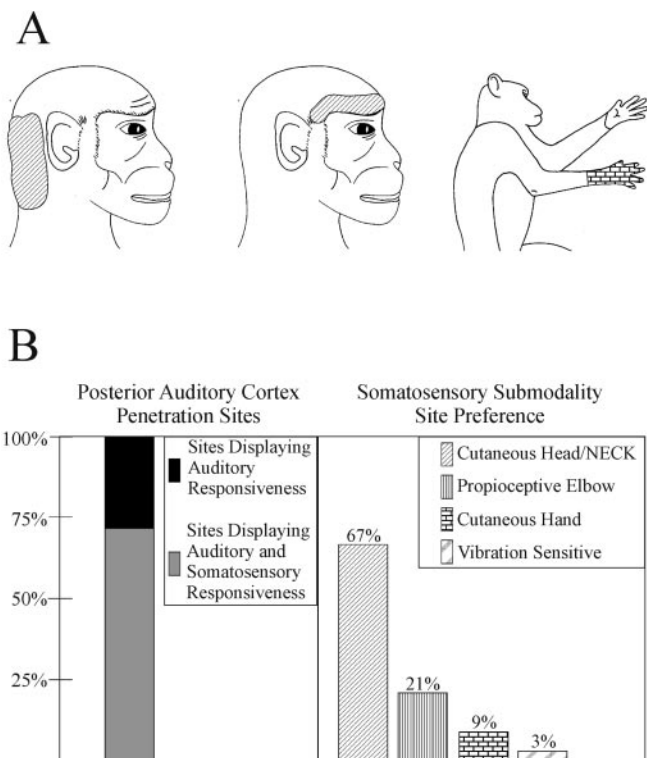 A
B
Posterior Auditory Cortex
Penetration Sites
Somatosensory Submodality
Site Preference
100%
75%
50%
25%
Sites Displaying
Auditory
Responsiveness
Sites Displaying
Auditory and
Somatosensory
Responsiveness
Cutaneous Head/NECK
Propioceptive Elbow
Cutaneous Hand
Vibration Sensitive
67%
21%
9%
3%